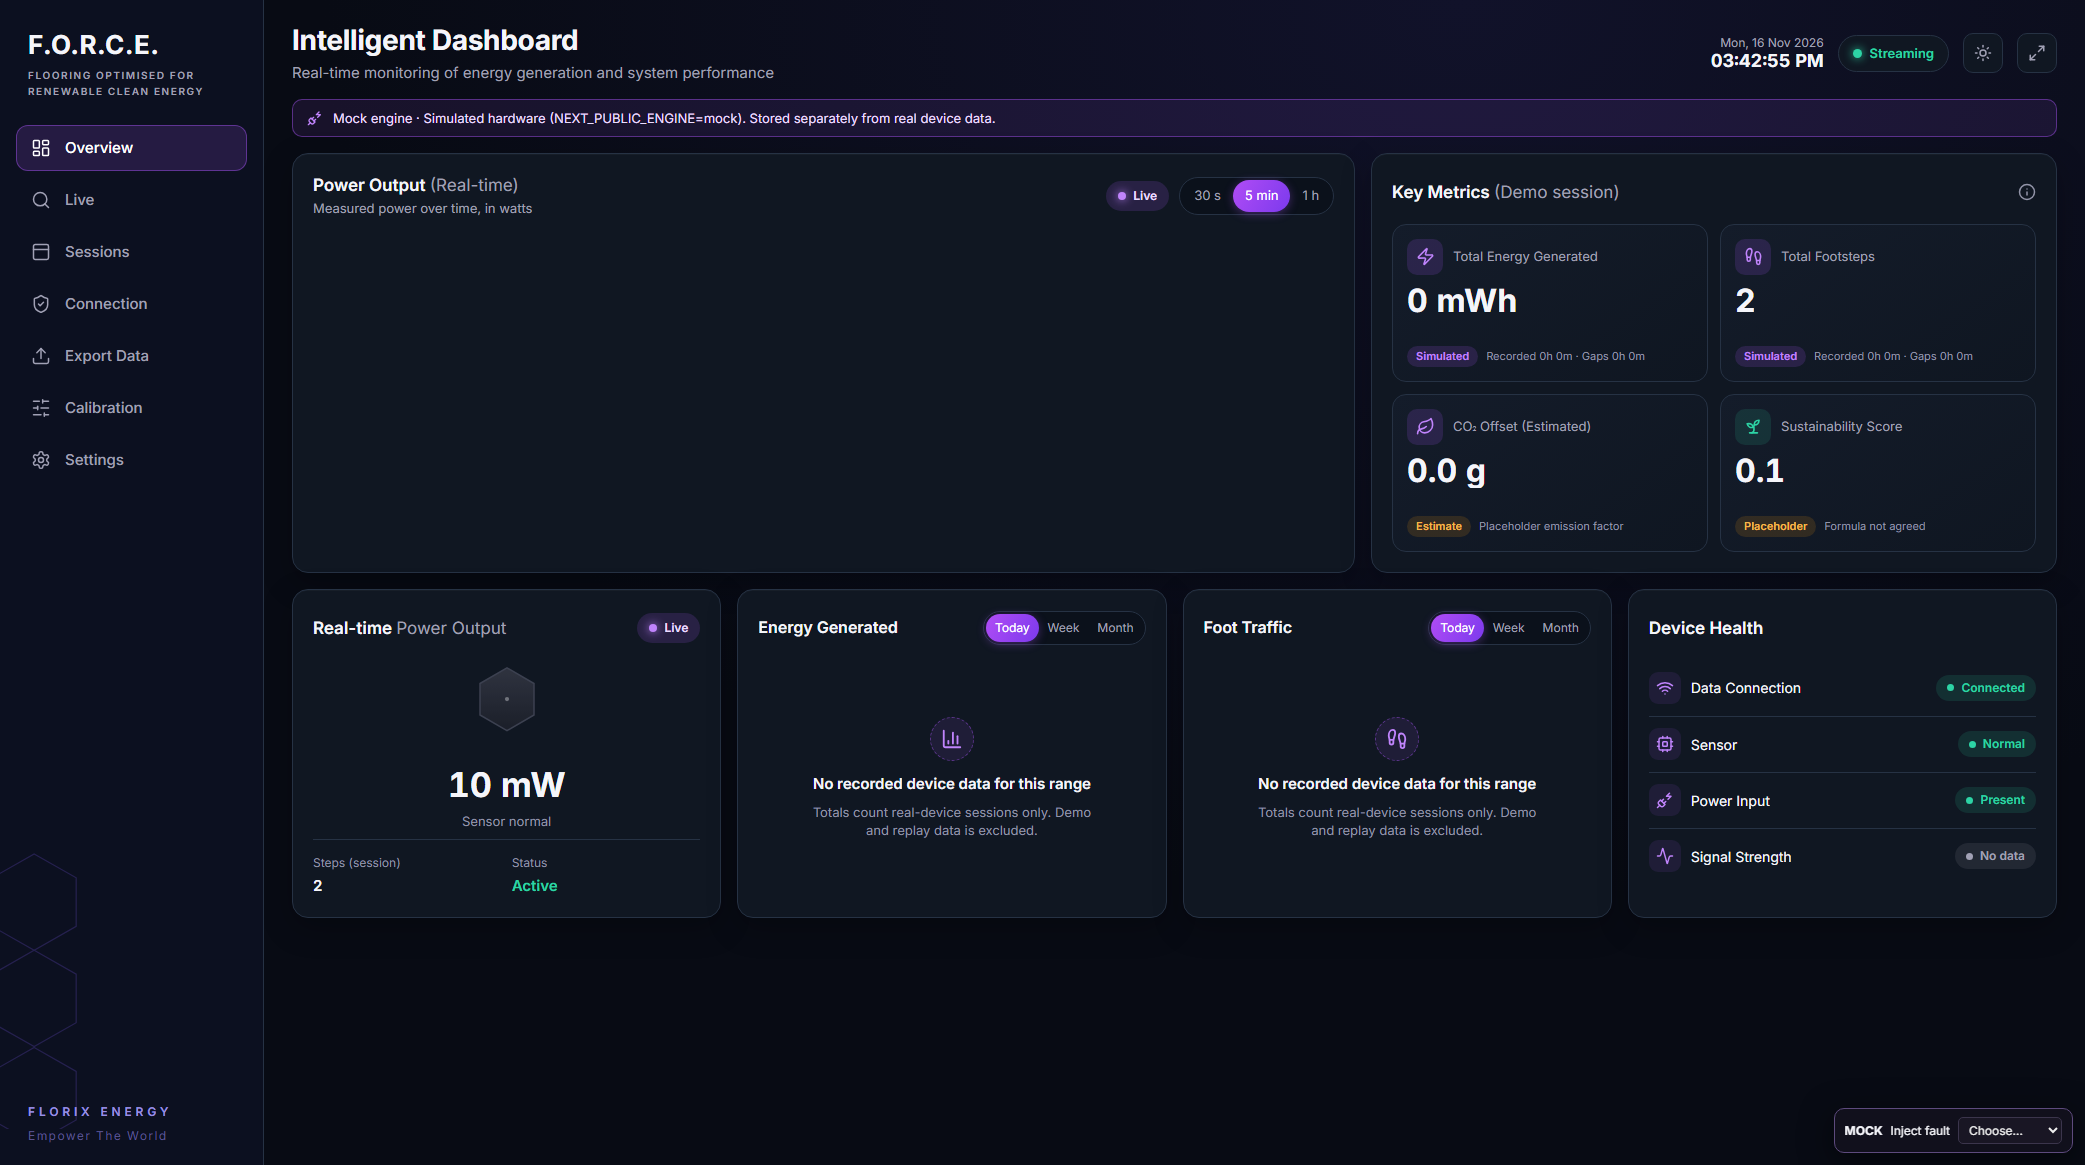 F.O.R.C.E.
FLOORING OPTIMISED FOR
RENEWABLE CLEAN ENERGY
Overview
Live
Sessions
Connection
Export Data
Calibration
Settings
FLORIX ENERGY
Empower The World
Intelligent Dashboard
Real-time monitoring of energy generation and system performance
Mon, 16 Nov 2026
03:42:55 PM
Streaming
Mock engine · Simulated hardware (NEXT_PUBLIC_ENGINE=mock). Stored separately from real device data.
Power Output (Real-time)
Measured power over time, in watts
Live
30 s
5 min
1 h
Key Metrics (Demo session)
Total Energy Generated
0 mWh
Simulated Recorded 0h 0m · Gaps 0h 0m
Total Footsteps
2
Simulated Recorded 0h 0m · Gaps 0h 0m
CO₂ Offset (Estimated)
0.0 g
Estimate Placeholder emission factor
Sustainability Score
0.1
Placeholder Formula not agreed
Real-time Power Output
Live
10 mW
Sensor normal
Steps (session)
2
Status
Active
Energy Generated
Today Week Month
No recorded device data for this range
Totals count real-device sessions only. Demo
and replay data is excluded.
Foot Traffic
Today Week Month
No recorded device data for this range
Totals count real-device sessions only. Demo
and replay data is excluded.
Device Health
Data Connection Connected
Sensor Normal
Power Input Present
Signal Strength No data
MOCK Inject fault Choose...